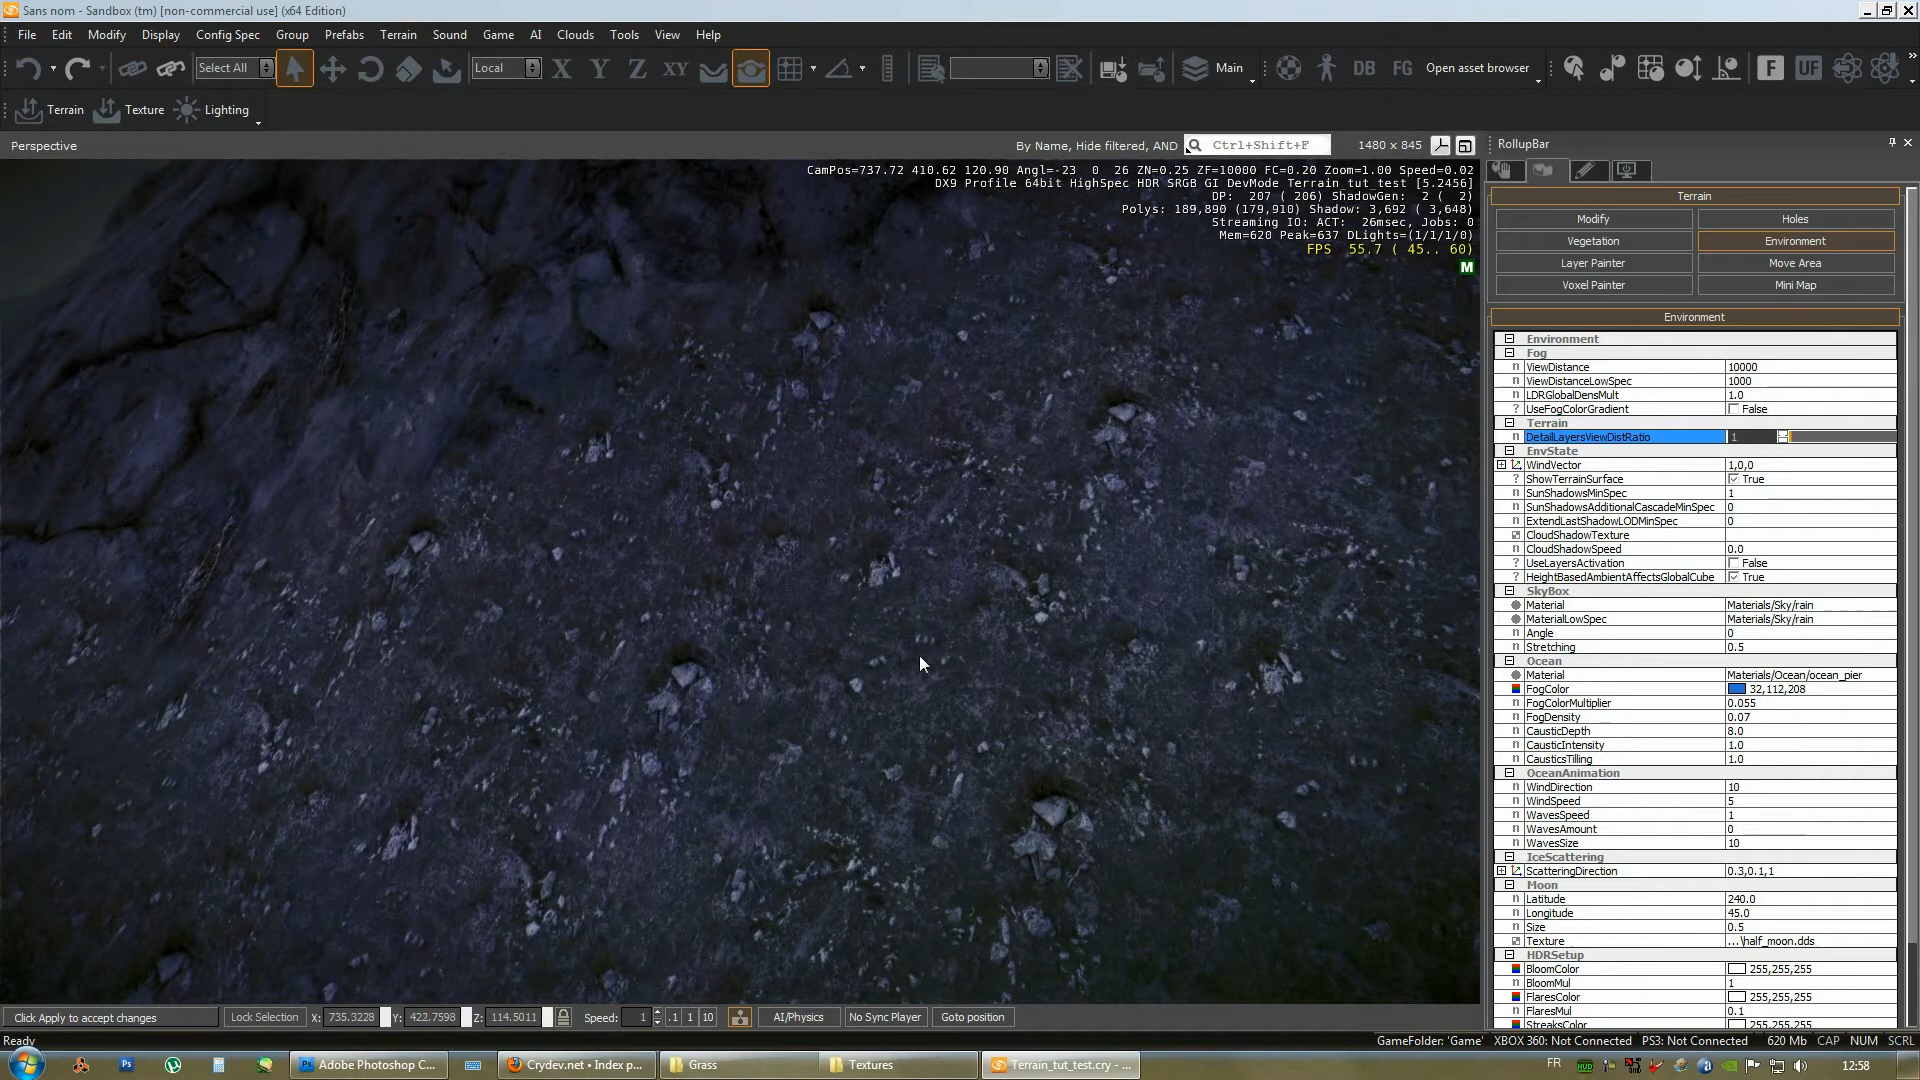 Sans nom - Sandbox (tm) [non-commercial use] (x64 Edition)
File Edit Modify Display Config Spec Group Prefabs Terrain Sound Game AI Clouds Tools View Help
Select All Local X Y Z XY Main DB FG Open asset browser F UF
Terrain Texture Lighting
Perspective By Name, Hide filtered, AND Ctrl+Shift+F 1480 x 845
RollupBar
CamPos=737.72 410.62 120.90 Angl=-23 0 26 ZN=0.25 ZF=10000 FC=0.20 Zoom=1.00 Speed=0.02
DX9 Profile 64bit HighSpec HDR SRGB GI DevMode Terrain_tut_test [5.2456]
DP: 207 ( 206) ShadowGen: 2 ( 2)
Polys: 189,890 (179,910) Shadow: 3,692 ( 3,648)
Streaming IO: ACT: 26msec, Jobs: 0
Mem=620 Peak=637 DLights=(1/1/1/0)
FPS 55.7 ( 45.. 60)
M
Terrain
Modify Holes
Vegetation Environment
Layer Painter Move Area
Voxel Painter Mini Map
Environment
Environment
Fog
ViewDistance 10000
ViewDistanceLowSpec 1000
LDRGlobalDensMult 1.0
UseFogColorGradient False
Terrain
DetailLayersViewDistRatio 1
EnvState
WindVector 1,0,0
ShowTerrainSurface True
SunShadowsMinSpec 1
SunShadowsAdditionalCascadeMinSpec 0
ExtendLastShadowLODMinSpec 0
CloudShadowTexture
CloudShadowSpeed 0.0
UseLayersActivation False
HeightBasedAmbientAffectsGlobalCube True
SkyBox
Material Materials/Sky/rain
MaterialLowSpec Materials/Sky/rain
Angle 0
Stretching 0.5
Ocean
Material Materials/Ocean/ocean_pier
FogColor 32,112,208
FogColorMultiplier 0.055
FogDensity 0.07
CausticDepth 8.0
CausticIntensity 1.0
CausticsTilling 1.0
OceanAnimation
WindDirection 10
WindSpeed 5
WavesSpeed 1
WavesAmount 0
WavesSize 10
IceScattering
ScatteringDirection 0.3,0.1,1
Moon
Latitude 240.0
Longitude 45.0
Size 0.5
Texture ...\half_moon.dds
HDRSetup
BloomColor 255,255,255
BloomMul 1
FlaresColor 255,255,255
FlaresMul 0.1
StreaksColor 255,255,255
Click Apply to accept changes Lock Selection X: 735.3228 Y: 422.7598 Z: 114.5011 Speed: 1 .1 1 10 AI/Physics No Sync Player Goto position
Ready GameFolder: 'Game' XBOX 360: Not Connected PS3: Not Connected 620 Mb CAP NUM SCRL
Adobe Photoshop C... Crydev.net • Index p... Grass Textures Terrain_tut_test.cry - ... FR 12:58